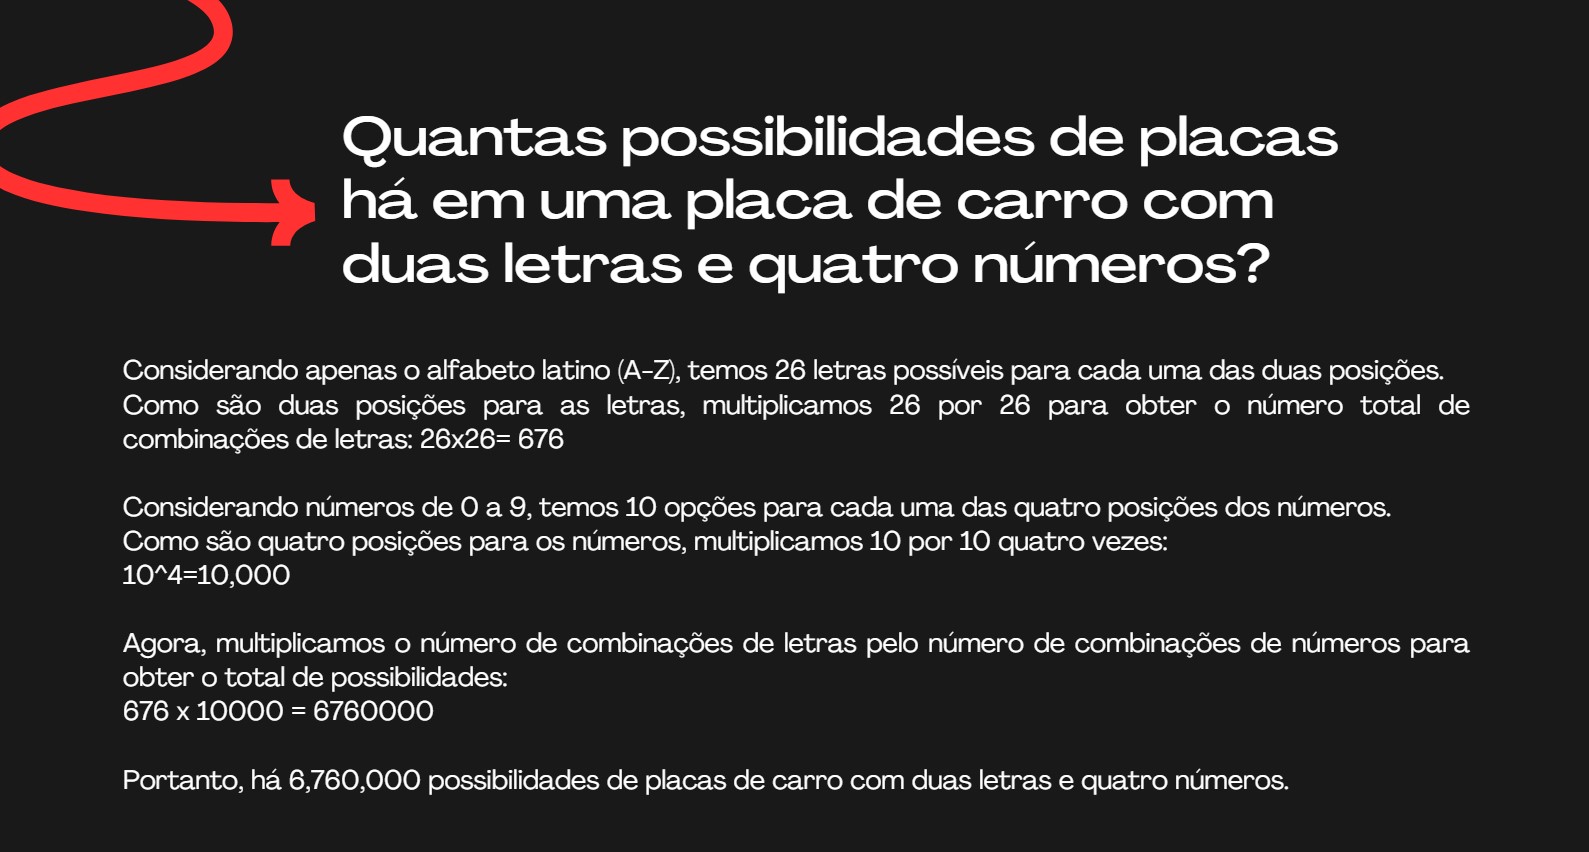 Quantas possibilidades de placas
há em uma placa de carro com
duas letras e quatro números?
Considerando apenas o alfabeto latino (A-Z), temos 26 letras possíveis para cada uma das duas posições.
Como são duas posições para as letras, multiplicamos 26 por 26 para obter o número total de
combinações de letras: 26x26= 676
Considerando números de 0 a 9, temos 10 opções para cada uma das quatro posições dos números.
Como são quatro posições para os números, multiplicamos 10 por 10 quatro vezes:
10^4=10,000
Agora, multiplicamos o número de combinações de letras pelo número de combinações de números para
obter o total de possibilidades:
676 x 10000 = 6760000
Portanto, há 6,760,000 possibilidades de placas de carro com duas letras e quatro números.